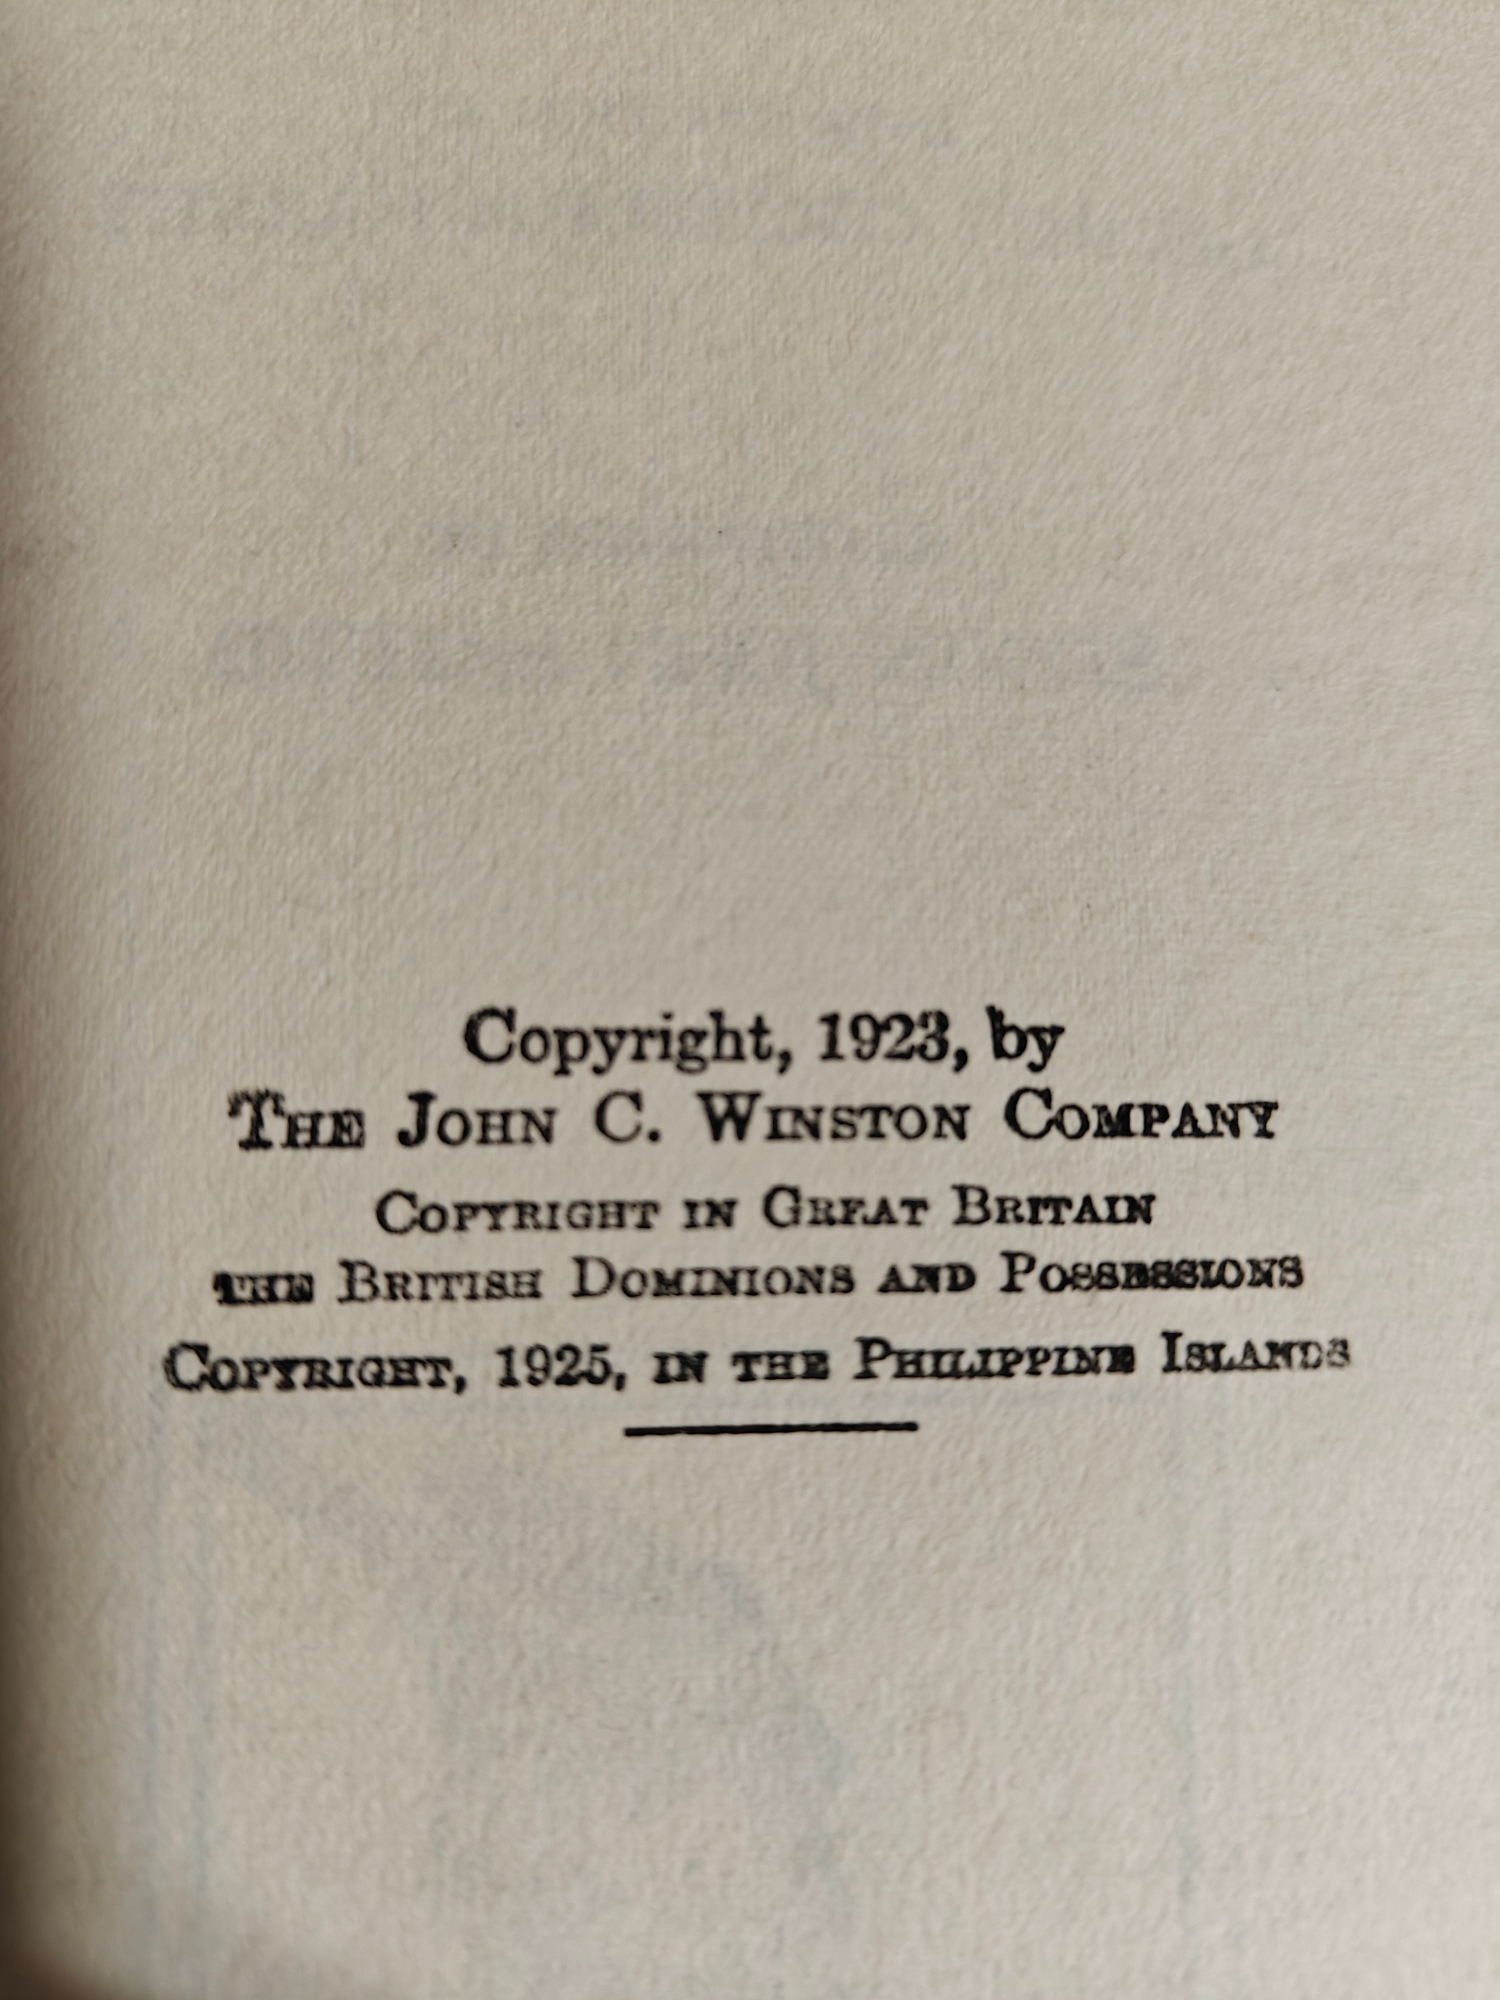 Copyright, 1923, by
THE JOHN C. WINSTON COMPANY
COPYRIGHT IN GREAT BRITAIN
THE BRITISH DOMINIONS AND POSSESSIONS
COPYRIGHT, 1925, IN THE PHILIPPINE ISLANDS